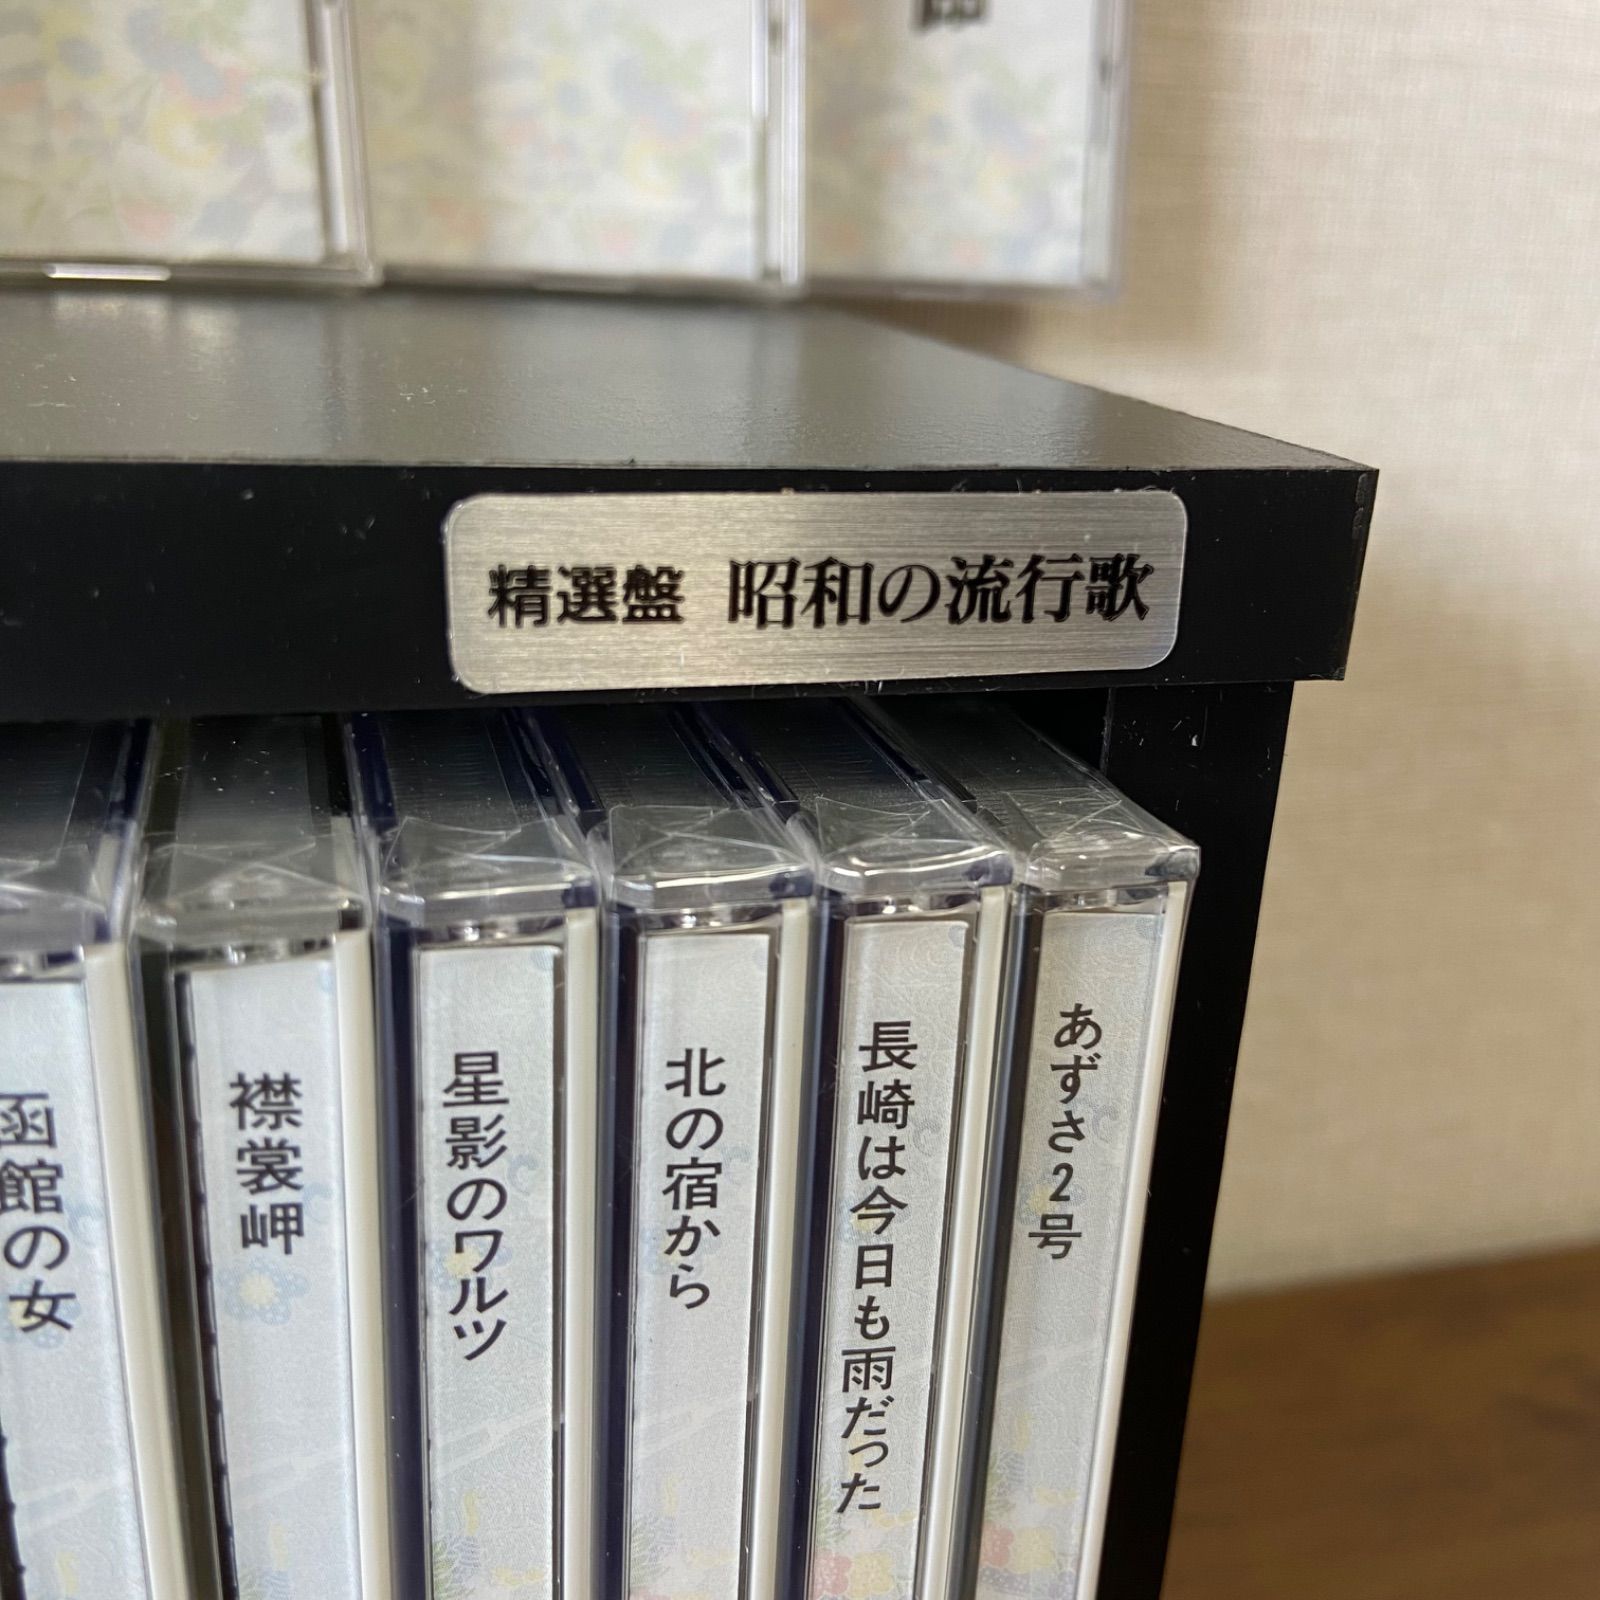 精選盤 昭和の流行歌
函館の女
襟裳岬
星影のワルツ
北の宿から
長崎は今日も雨だった
あずさ2号